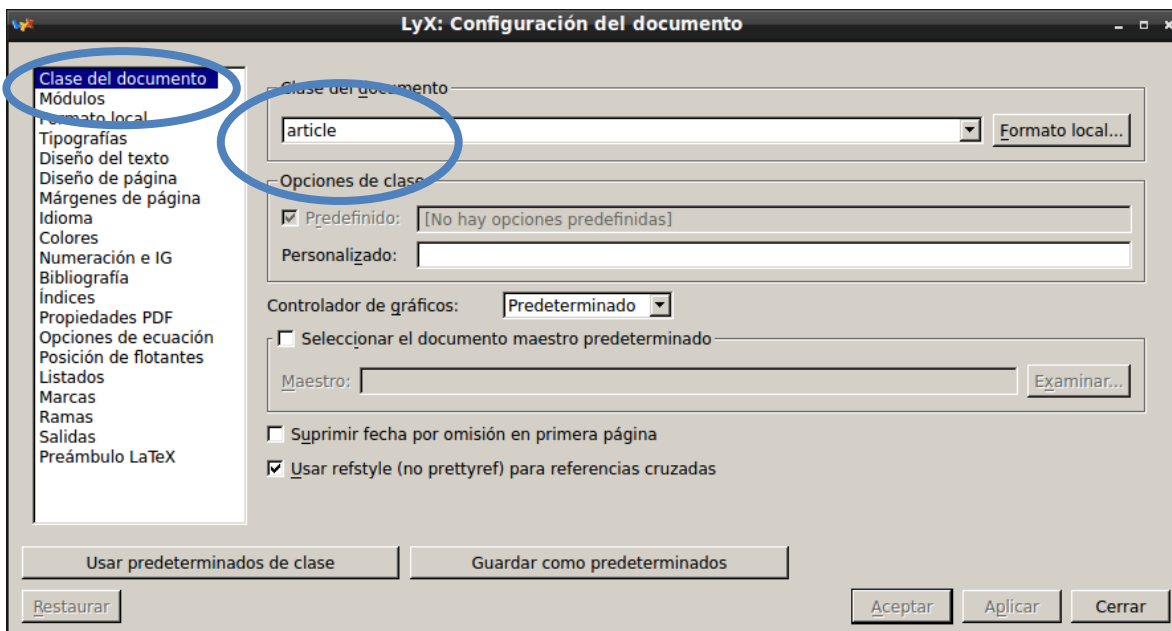 LyX: Configuración del documento
Clase del documento
Módulos
Formato local
Tipografías
Diseño del texto
Diseño de página
Márgenes de página
Idioma
Colores
Numeración e IG
Bibliografía
Índices
Propiedades PDF
Opciones de ecuación
Posición de flotantes
Listados
Marcas
Ramas
Salidas
Preámbulo LaTeX
Clase del documento
article
Formato local...
Opciones de clase
Predefinido: [No hay opciones predefinidas]
Personalizado:
Controlador de gráficos: Predeterminado
Seleccionar el documento maestro predeterminado
Maestro: Examinar...
Suprimir fecha por omisión en primera página
Usar refstyle (no prettyref) para referencias cruzadas
Usar predeterminados de clase Guardar como predeterminados
Restaurar Aceptar Aplicar Cerrar